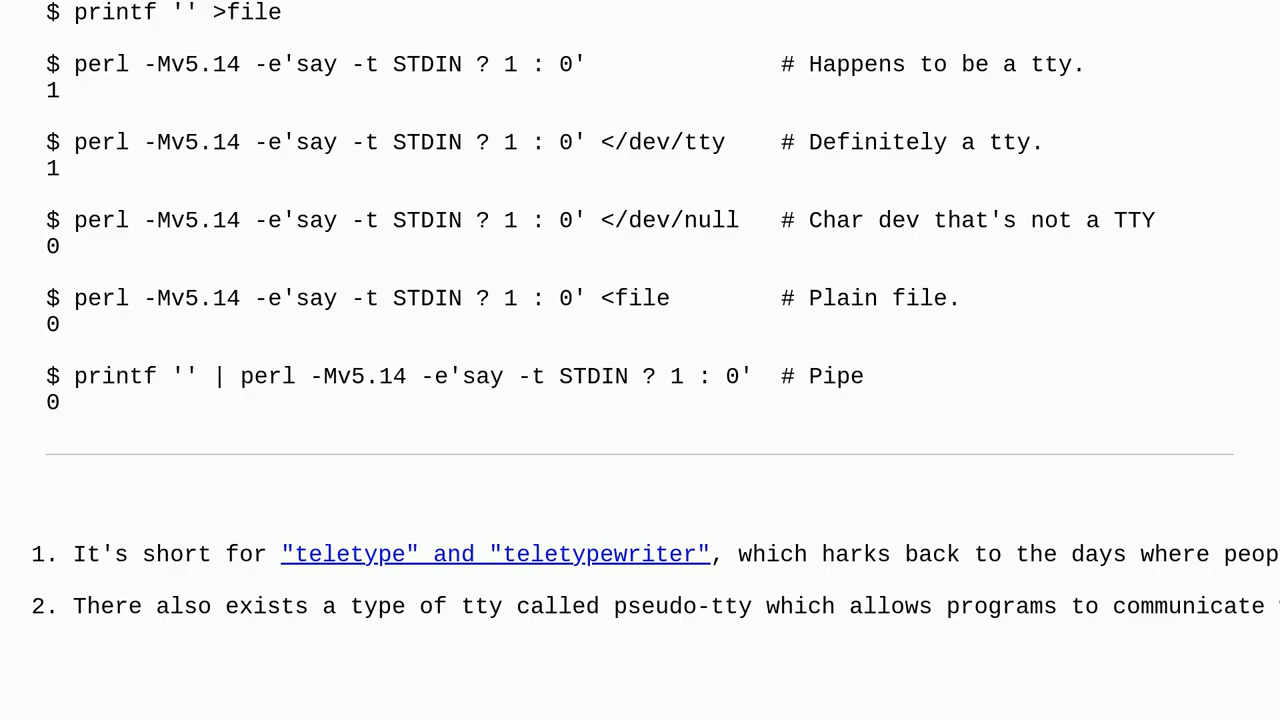 $ printf '' >file
$ perl -Mv5.14 -e'say -t STDIN ? 1 : 0'              # Happens to be a tty.
1
$ perl -Mv5.14 -e'say -t STDIN ? 1 : 0' </dev/tty    # Definitely a tty.
1
$ perl -Mv5.14 -e'say -t STDIN ? 1 : 0' </dev/null   # Char dev that's not a TTY
0
$ perl -Mv5.14 -e'say -t STDIN ? 1 : 0' <file        # Plain file.
0
$ printf '' | perl -Mv5.14 -e'say -t STDIN ? 1 : 0'  # Pipe
0
1. It's short for "teletype" and "teletypewriter", which harks back to the days where peop
2. There also exists a type of tty called pseudo-tty which allows programs to communicate